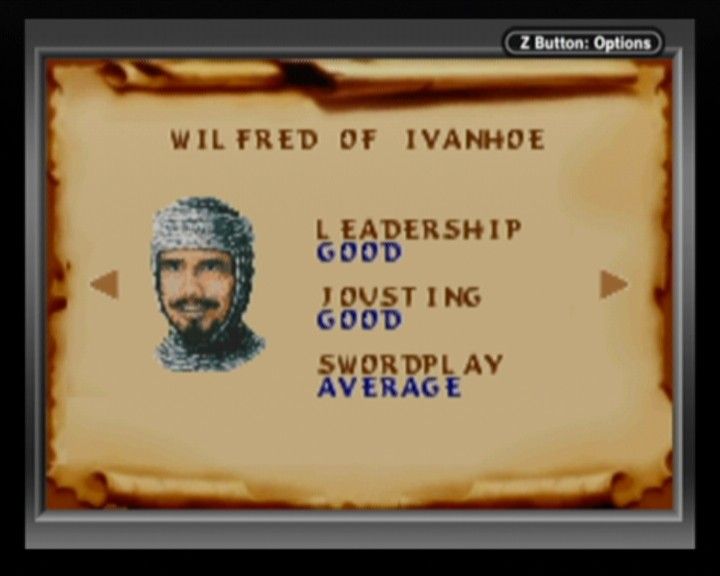 Z Button: Options
WILFRED OF IVANHOE
LEADERSHIP
GOOD
JOUSTING
GOOD
SWORDPLAY
AVERAGE